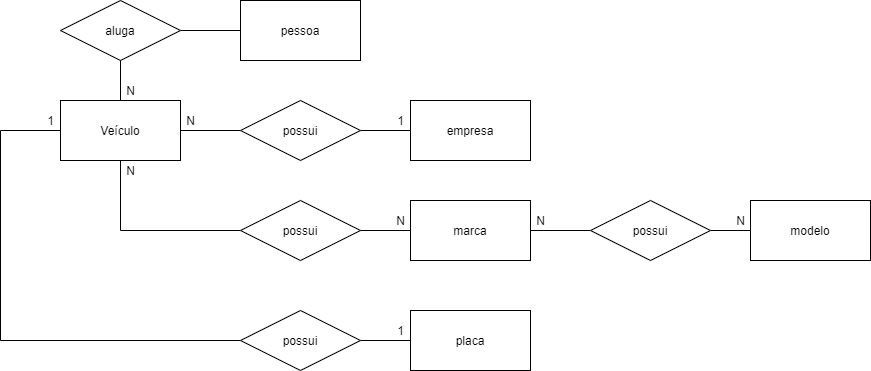 aluga
pessoa
N
1
Veículo
N
possui
1
empresa
N
possui
N
marca
N
possui
N
modelo
possui
1
placa